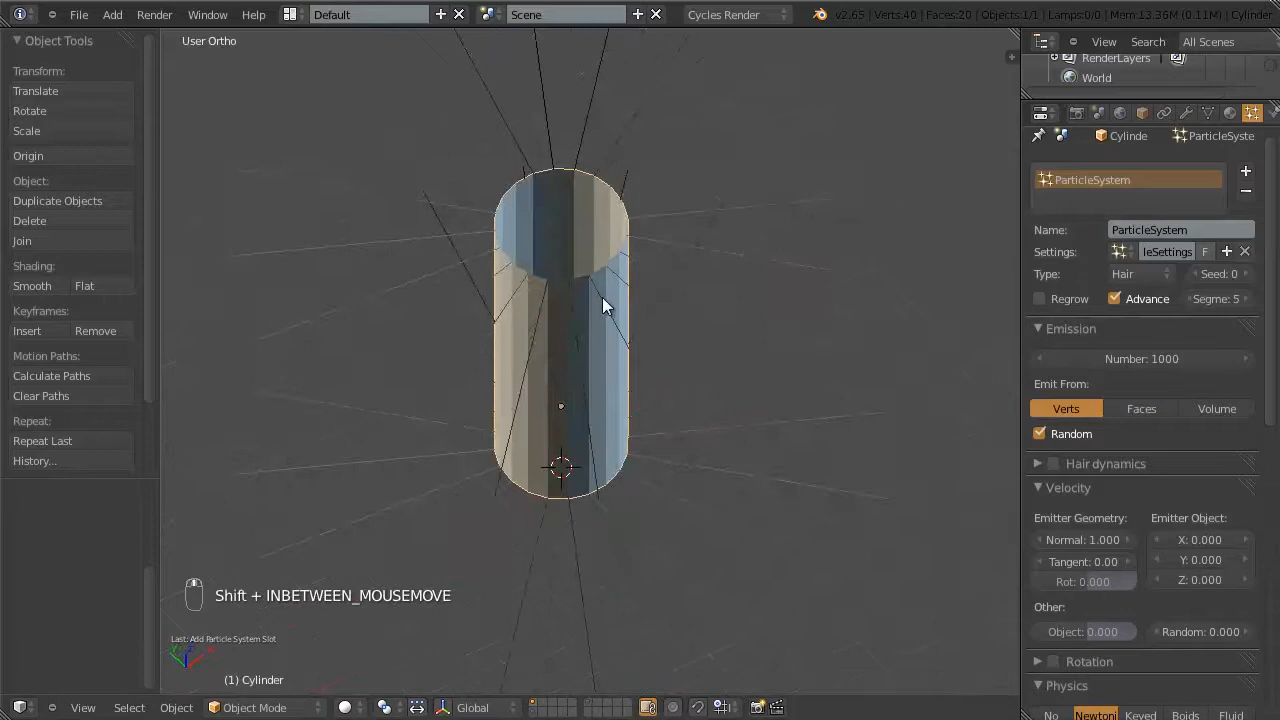 File Add Render Window Help Default Scene Cycles Render v2.65 | Verts:40 | Faces:20 | Objects:1/1 | Lamps:0/0 | Mem:13.36M (0.11M) | Cylinder
Object Tools
Transform:
Translate
Rotate
Scale
Origin
Object:
Duplicate Objects
Delete
Join
Shading:
Smooth Flat
Keyframes:
Insert Remove
Motion Paths:
Calculate Paths
Clear Paths
Repeat:
Repeat Last
History...
User Ortho
Shift + INBETWEEN_MOUSEMOVE
Last: Add Particle System Slot
(1) Cylinder
View Select Object Object Mode Global
View Search All Scenes
RenderLayers
World
Cylinde ParticleSyste
ParticleSystem
Name: ParticleSystem
Settings: leSettings F
Type: Hair Seed: 0
Regrow Advance Segme: 5
Emission
Number: 1000
Emit From:
Verts Faces Volume
Random
Hair dynamics
Velocity
Emitter Geometry: Emitter Object:
Normal: 1.000 X: 0.000
Tangent: 0.00 Y: 0.000
Rot: 0.000 Z: 0.000
Other:
Object: 0.000 Random: 0.000
Rotation
Physics
No Newtoni Keyed Boids Fluid